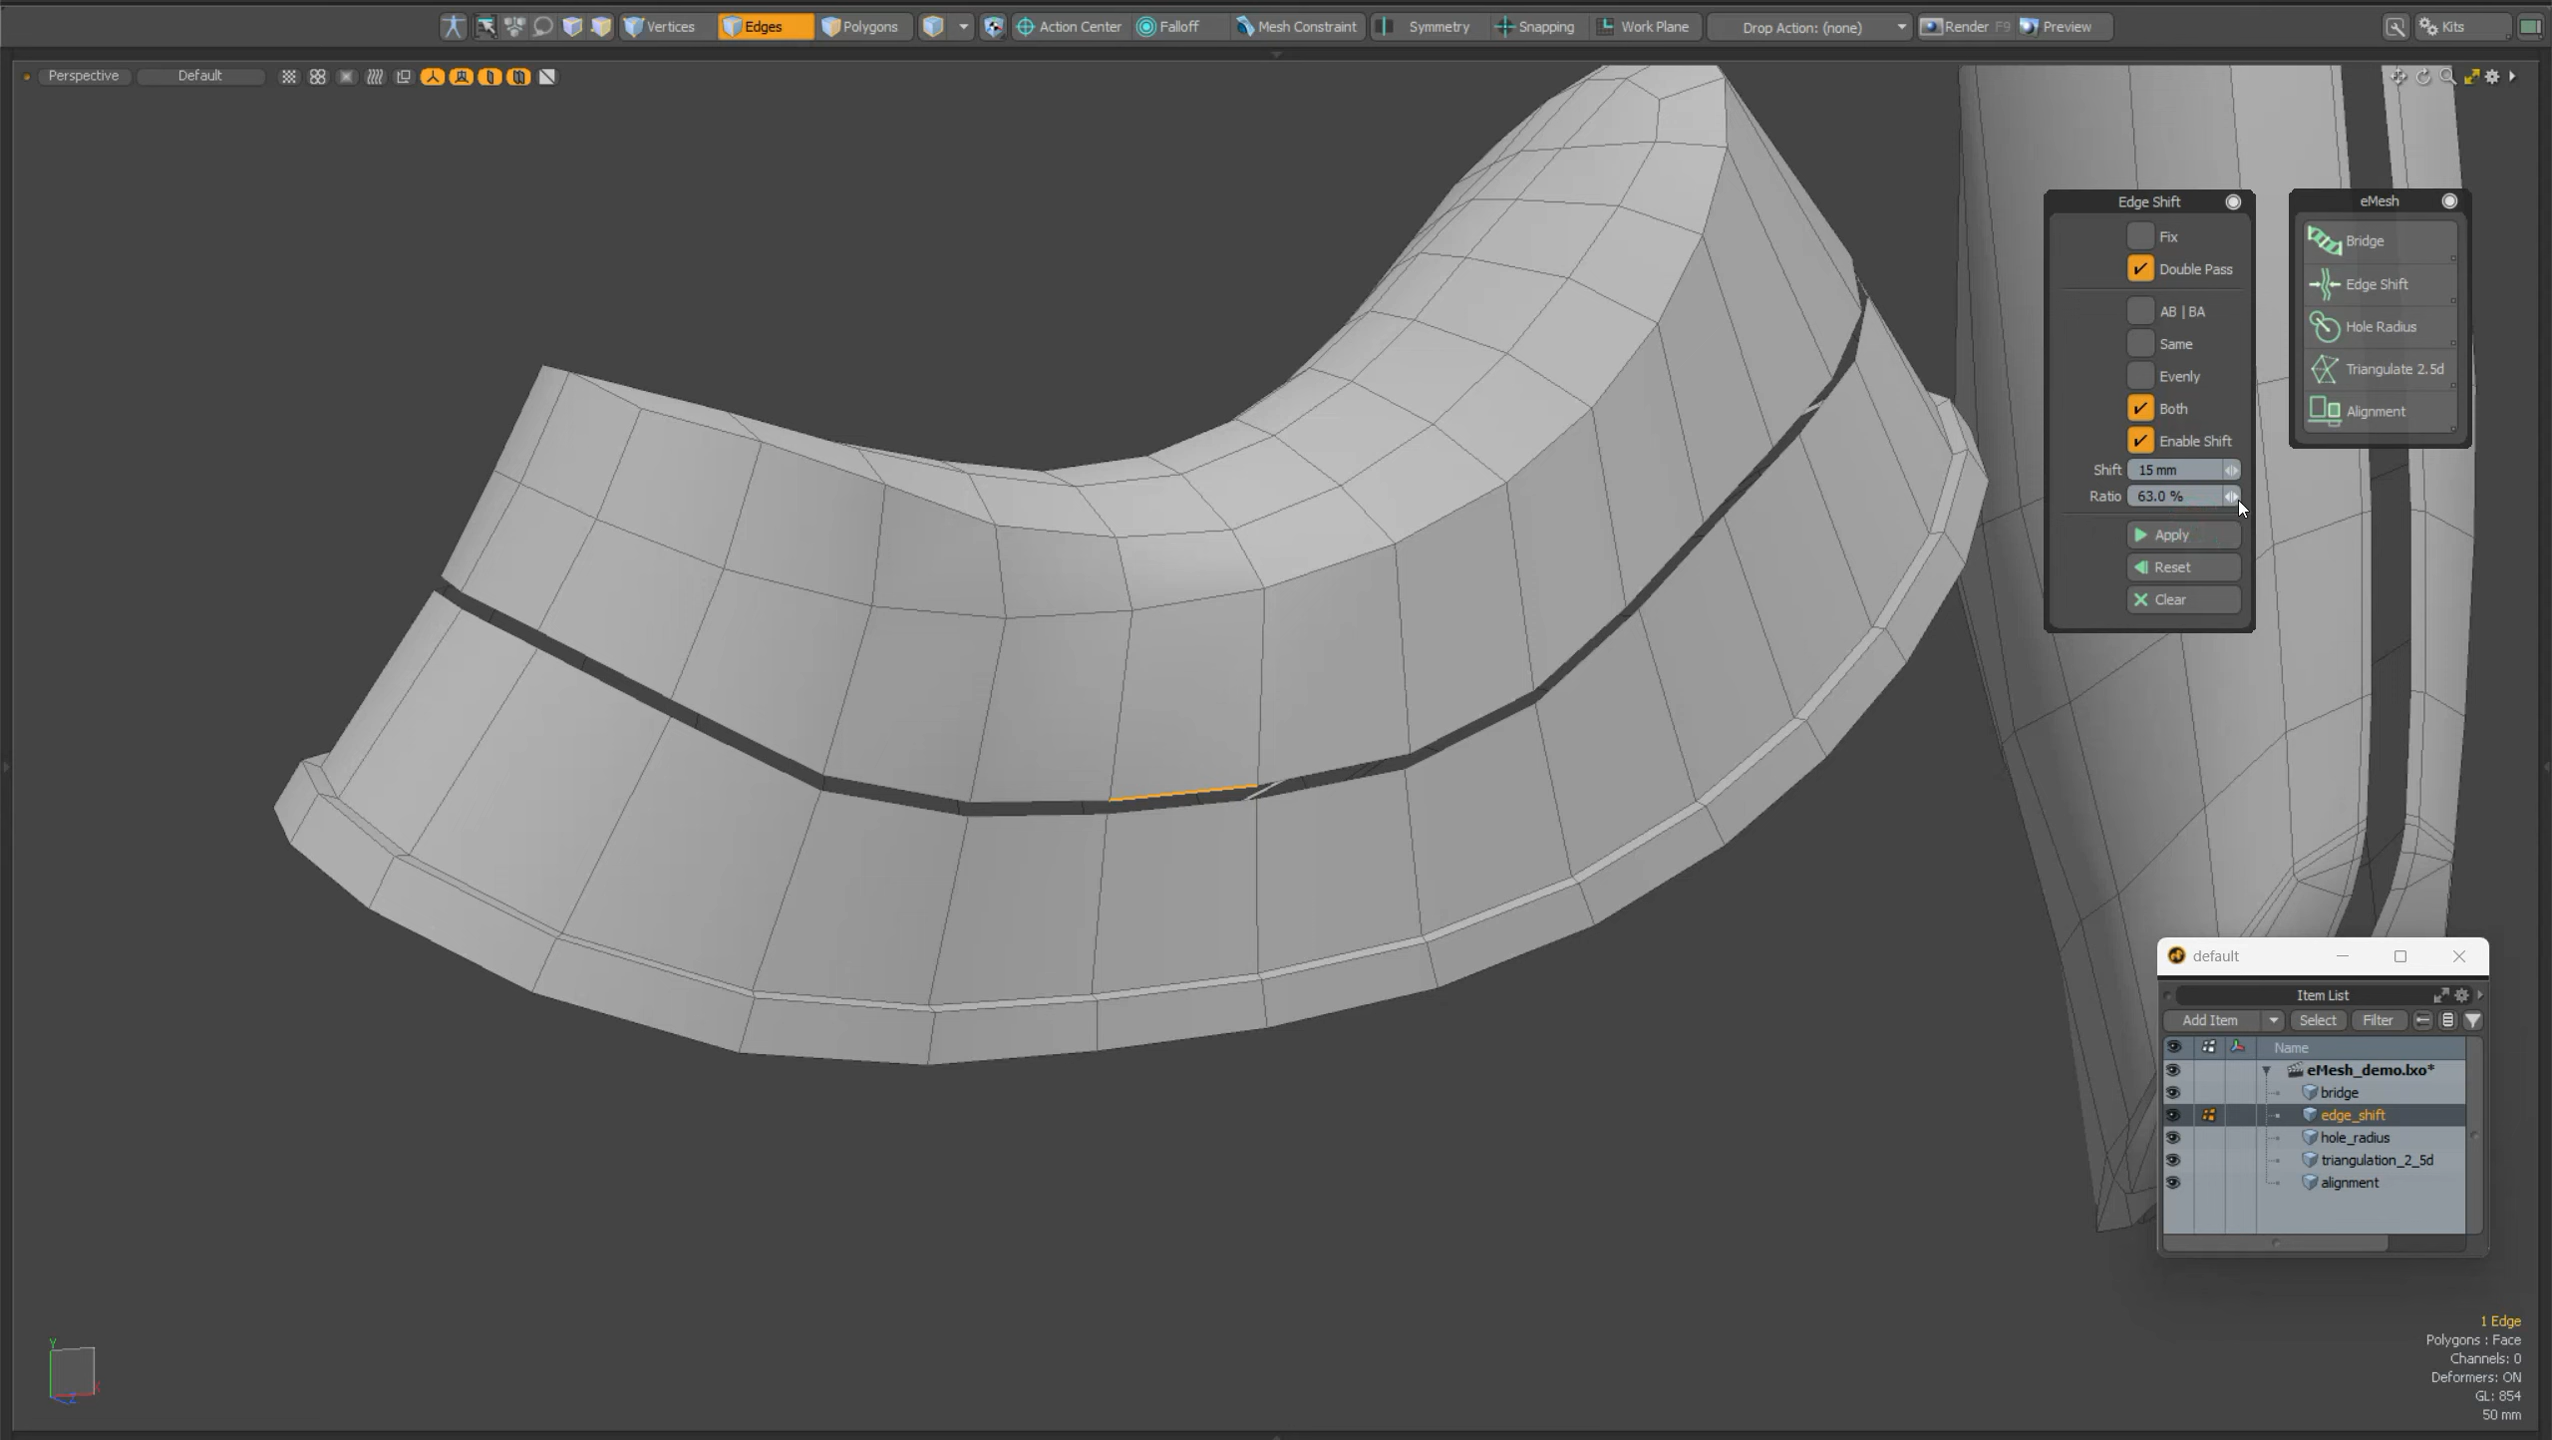 Vertices Edges Polygons Action Center Falloff Mesh Constraint Symmetry Snapping Work Plane Drop Action: (none) Render F9 Preview Kits
Perspective Default
Edge Shift
Fix
Double Pass
AB | BA
Same
Evenly
Both
Enable Shift
Shift 15 mm
Ratio 63.0 %
Apply
Reset
Clear
eMesh
Bridge
Edge Shift
Hole Radius
Triangulate 2.5d
Alignment
default
Item List
Add Item Select Filter
Name
eMesh_demo.lxo*
bridge
edge_shift
hole_radius
triangulation_2_5d
alignment
1 Edge
Polygons : Face
Channels: 0
Deformers: ON
GL: 854
50 mm
Y
X
Z